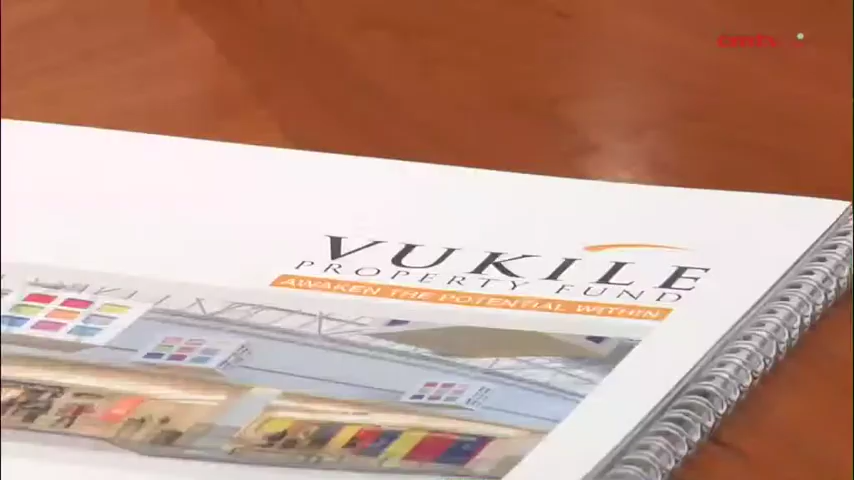 VUKILE
PROPERTY FUND
AWAKEN THE POTENTIAL WITHIN